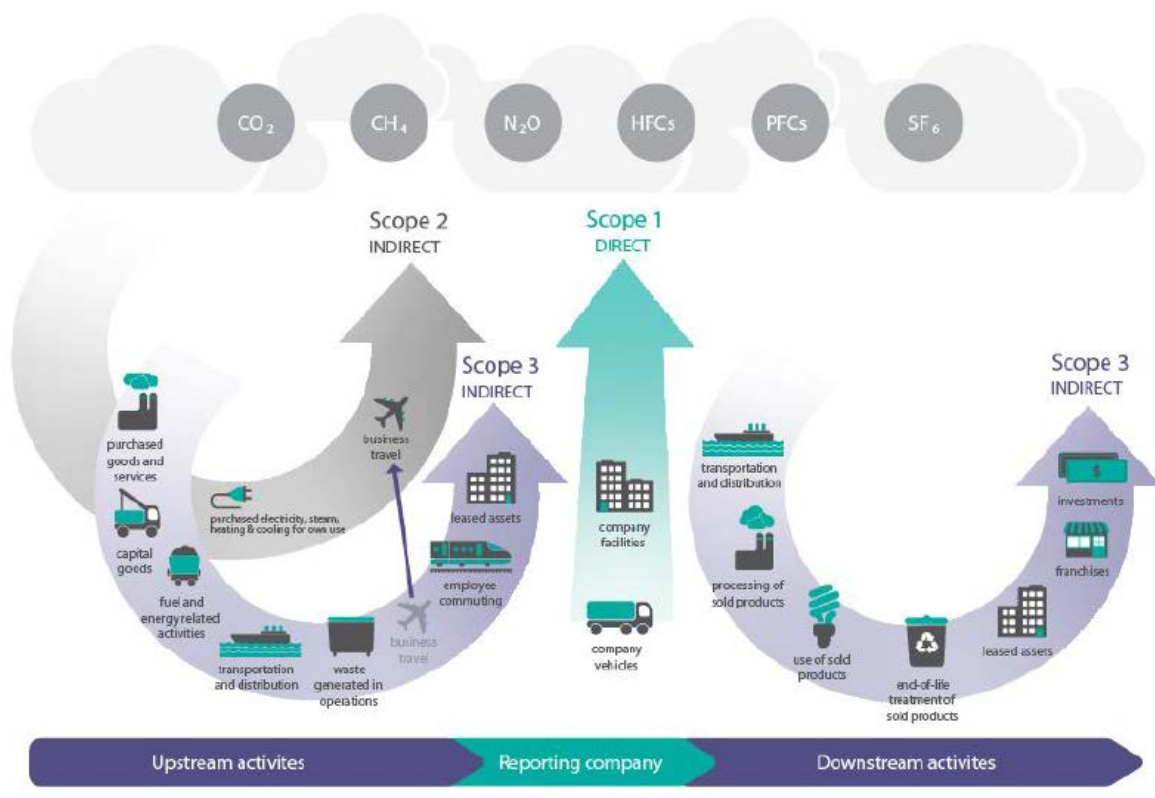 CO₂
CH₄
N₂O
HFCs
PFCs
SF₆
Scope 2
INDIRECT
Scope 1
DIRECT
Scope 3
INDIRECT
Scope 3
INDIRECT
purchased
goods and
services
capital
goods
fuel and
energy related
activities
purchased electricity, steam,
heating & cooling for own use
transportation
and distribution
waste
generated in
operations
business
travel
business
travel
employee
commuting
leased assets
company
facilities
company
vehicles
transportation
and distribution
processing of
sold products
use of sold
products
end-of-life
treatment of
sold products
leased assets
franchises
$
investments
Upstream activites
Reporting company
Downstream activites